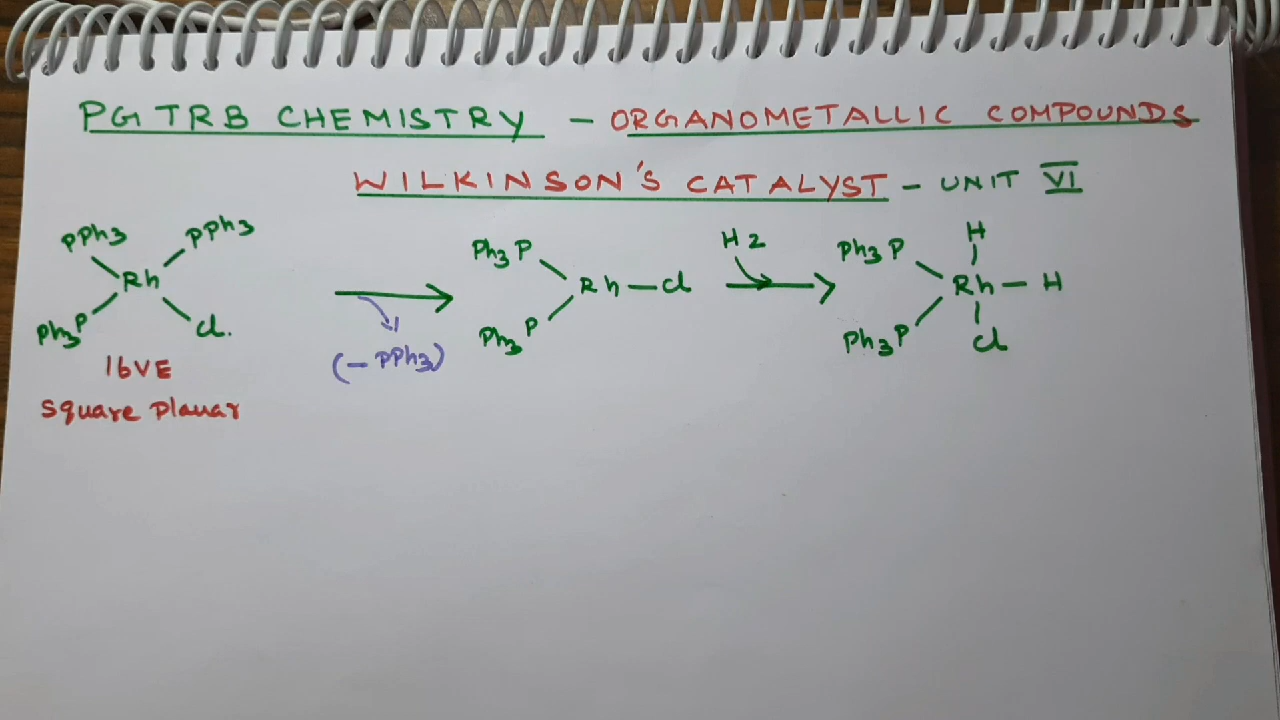 PG TRB CHEMISTRY - ORGANOMETALLIC COMPOUNDS
WILKINSON'S CATALYST - UNIT VI
PPh3 PPh3
Rh
Ph3P Cl.
16VE
square planar
(- PPh3)
Ph3P
Rh-Cl
Ph3P
H2
Ph3P H
Rh-H
Ph3P Cl